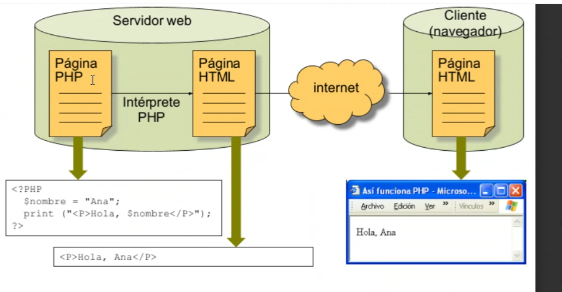 Servidor web
Cliente
(navegador)
Página
PHP
Página
HTML
Página
HTML
Intérprete
PHP
internet
<?PHP
$nombre = "Ana";
print ("<P>Hola, $nombre</P>");
?>
<P>Hola, Ana</P>
Así funciona PHP - Microso...
Archivo Edición Ver » Vínculos »
Hola, Ana